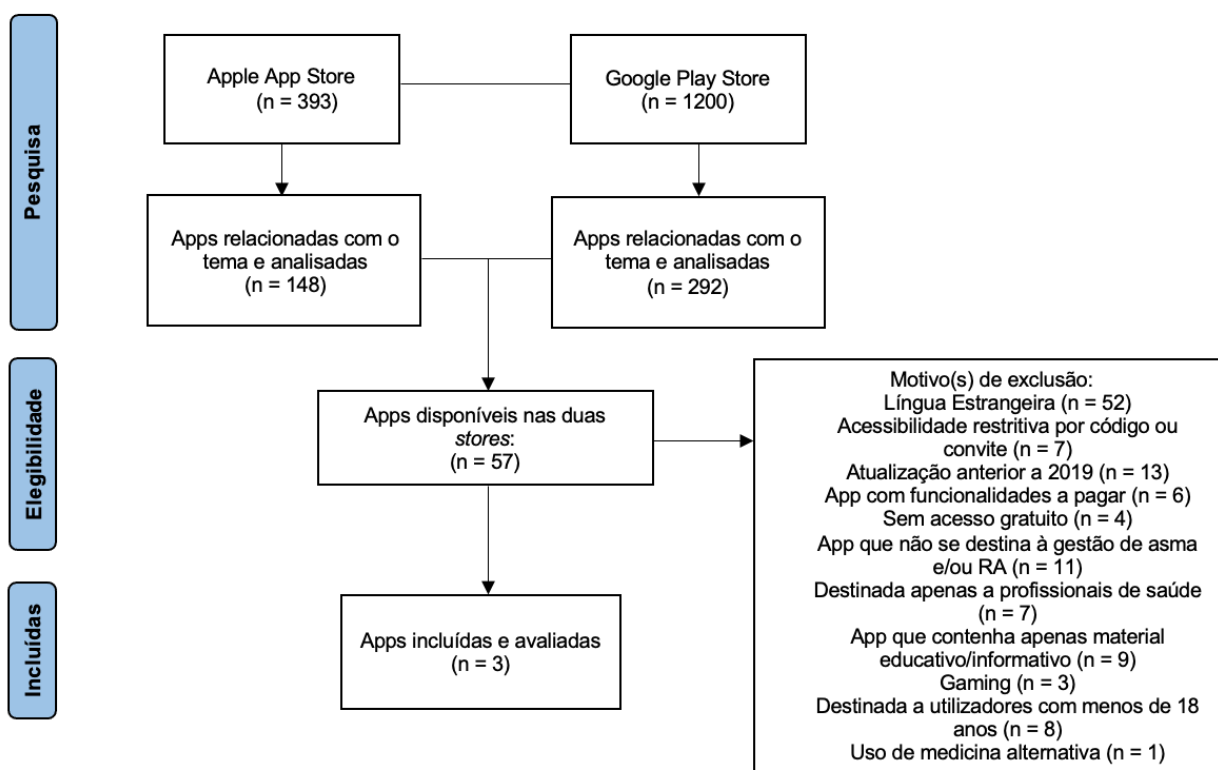 Pesquisa
Apple App Store
(n = 393)
Google Play Store
(n = 1200)
Apps relacionadas com o
tema e analisadas
(n = 148)
Apps relacionadas com o
tema e analisadas
(n = 292)
Elegibilidade
Apps disponíveis nas duas
stores:
(n = 57)
Motivo(s) de exclusão:
Língua Estrangeira (n = 52)
Acessibilidade restritiva por código ou
convite (n = 7)
Atualização anterior a 2019 (n = 13)
App com funcionalidades a pagar (n = 6)
Sem acesso gratuito (n = 4)
App que não se destina à gestão de asma
e/ou RA (n = 11)
Destinada apenas a profissionais de saúde
(n = 7)
App que contenha apenas material
educativo/informativo (n = 9)
Gaming (n = 3)
Destinada a utilizadores com menos de 18
anos (n = 8)
Uso de medicina alternativa (n = 1)
Incluídas
Apps incluídas e avaliadas
(n = 3)